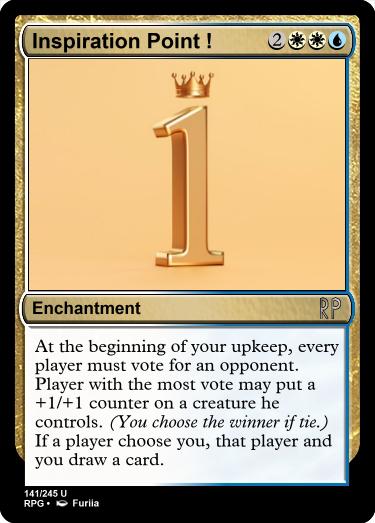 Inspiration Point ! 2
1
Enchantment RP
At the beginning of your upkeep, every
player must vote for an opponent.
Player with the most vote may put a
+1/+1 counter on a creature he
controls. (You choose the winner if tie.)
If a player choose you, that player and
you draw a card.
141/245 U
RPG • Furiia